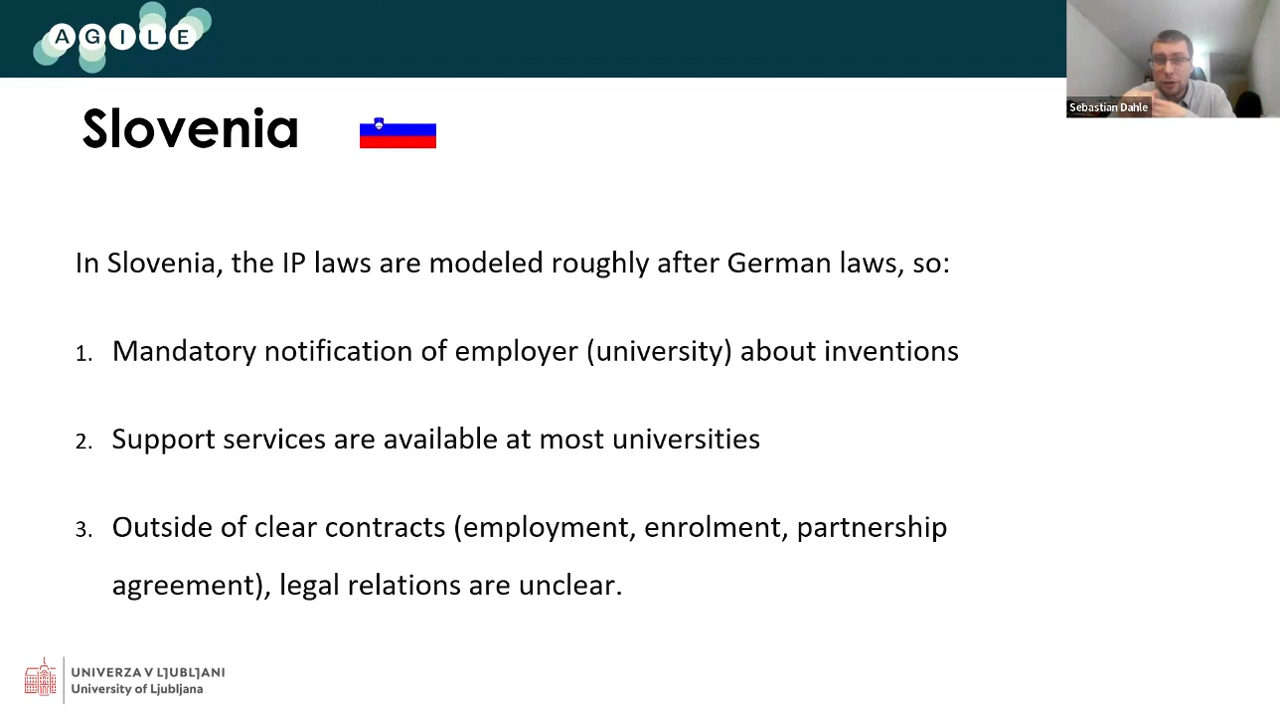 AGILE
Sebastian Dahle
Slovenia
In Slovenia, the IP laws are modeled roughly after German laws, so:
1. Mandatory notification of employer (university) about inventions
2. Support services are available at most universities
3. Outside of clear contracts (employment, enrolment, partnership
agreement), legal relations are unclear.
UNIVERZA V LJUBLJANI
University of Ljubljana